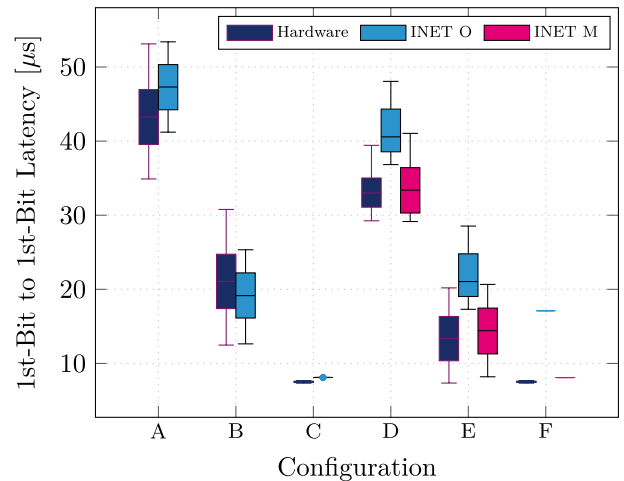 Hardware INET O INET M
1st-Bit to 1st-Bit Latency [μs]
50
40
30
20
10
A B C D E F
Configuration